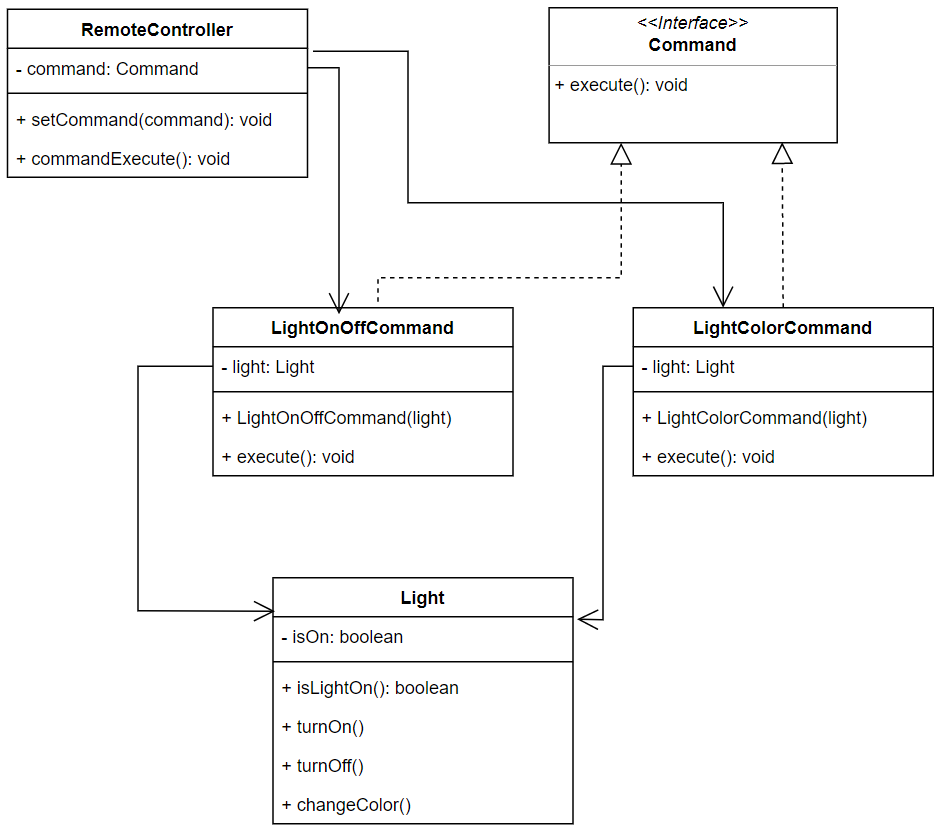 RemoteController
- command: Command
+ setCommand(command): void
+ commandExecute(): void
<<Interface>>
Command
+ execute(): void
LightOnOffCommand
- light: Light
+ LightOnOffCommand(light)
+ execute(): void
LightColorCommand
- light: Light
+ LightColorCommand(light)
+ execute(): void
Light
- isOn: boolean
+ isLightOn(): boolean
+ turnOn()
+ turnOff()
+ changeColor()